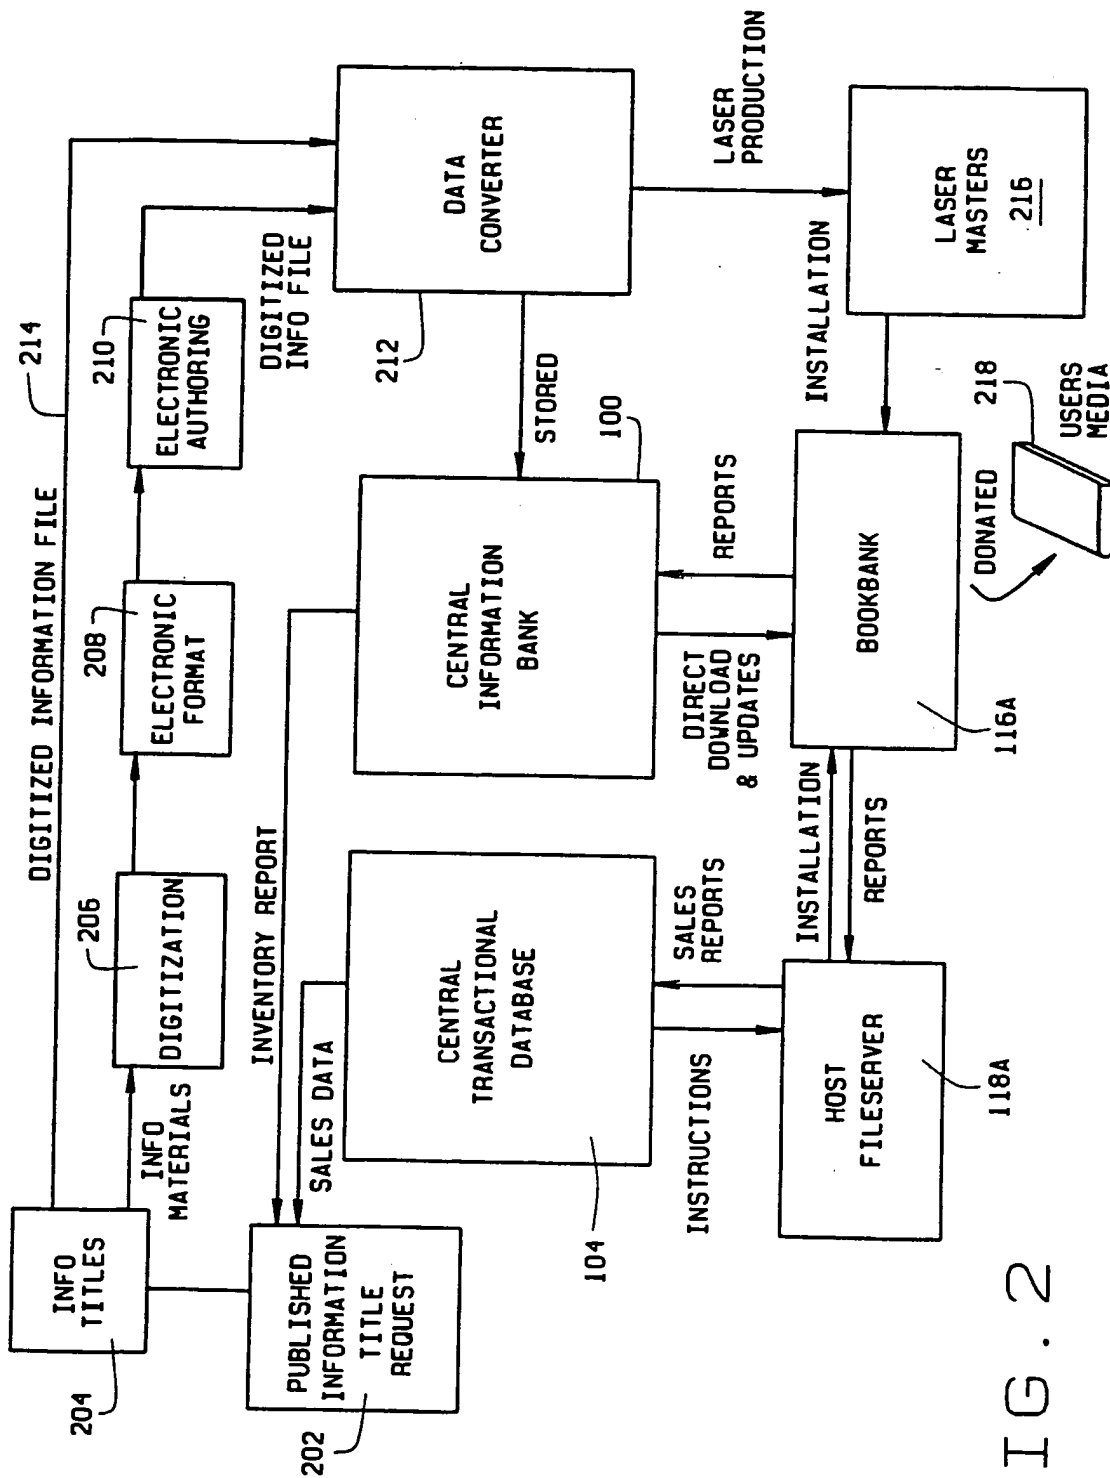 DIGITIZED INFORMATION FILE
214
INFO
TITLES
204
INFO
MATERIALS
206
DIGITIZATION
208
ELECTRONIC
FORMAT
210
ELECTRONIC
AUTHORING
DIGITIZED
INFO FILE
PUBLISHED
INFORMATION
TITLE
REQUEST
202
INVENTORY REPORT
SALES DATA
CENTRAL
TRANSACTIONAL
DATABASE
104
CENTRAL
INFORMATION
BANK
100
STORED
212
DATA
CONVERTER
INSTRUCTIONS
SALES
REPORTS
DIRECT
DOWNLOAD
& UPDATES
REPORTS
LASER
PRODUCTION
HOST
FILESERVER
118A
INSTALLATION
REPORTS
BOOKBANK
116A
INSTALLATION
LASER
MASTERS
216
DONATED
218
USERS
MEDIA
IG. 2